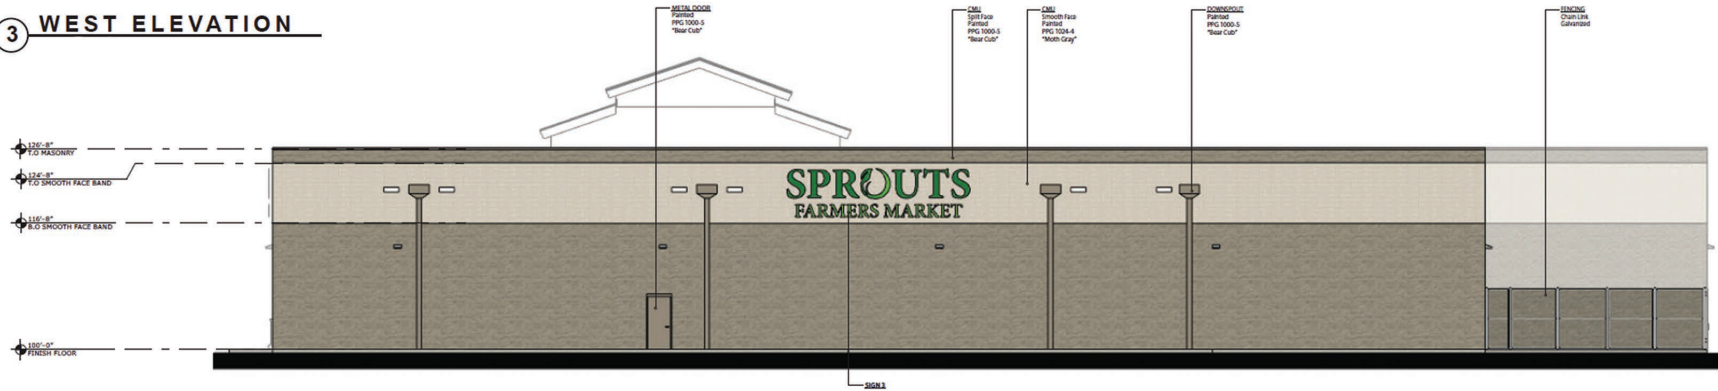 3 WEST ELEVATION
METAL DOOR
Painted
PPG 1000-5
"Bear Cub"
CMU
Split Face
Painted
PPG 1000-5
"Bear Cub"
CMU
Smooth Face
Painted
PPG 1024-4
"Moth Gray"
DOWNSPOUT
Painted
PPG 1000-5
"Bear Cub"
FENCING
Chain Link
Galvanized
126'-8"
T.O MASONRY
124'-8"
T.O SMOOTH FACE BAND
116'-8"
B.O SMOOTH FACE BAND
100'-0"
FINISH FLOOR
SPROUTS
FARMERS MARKET
SIGN 3